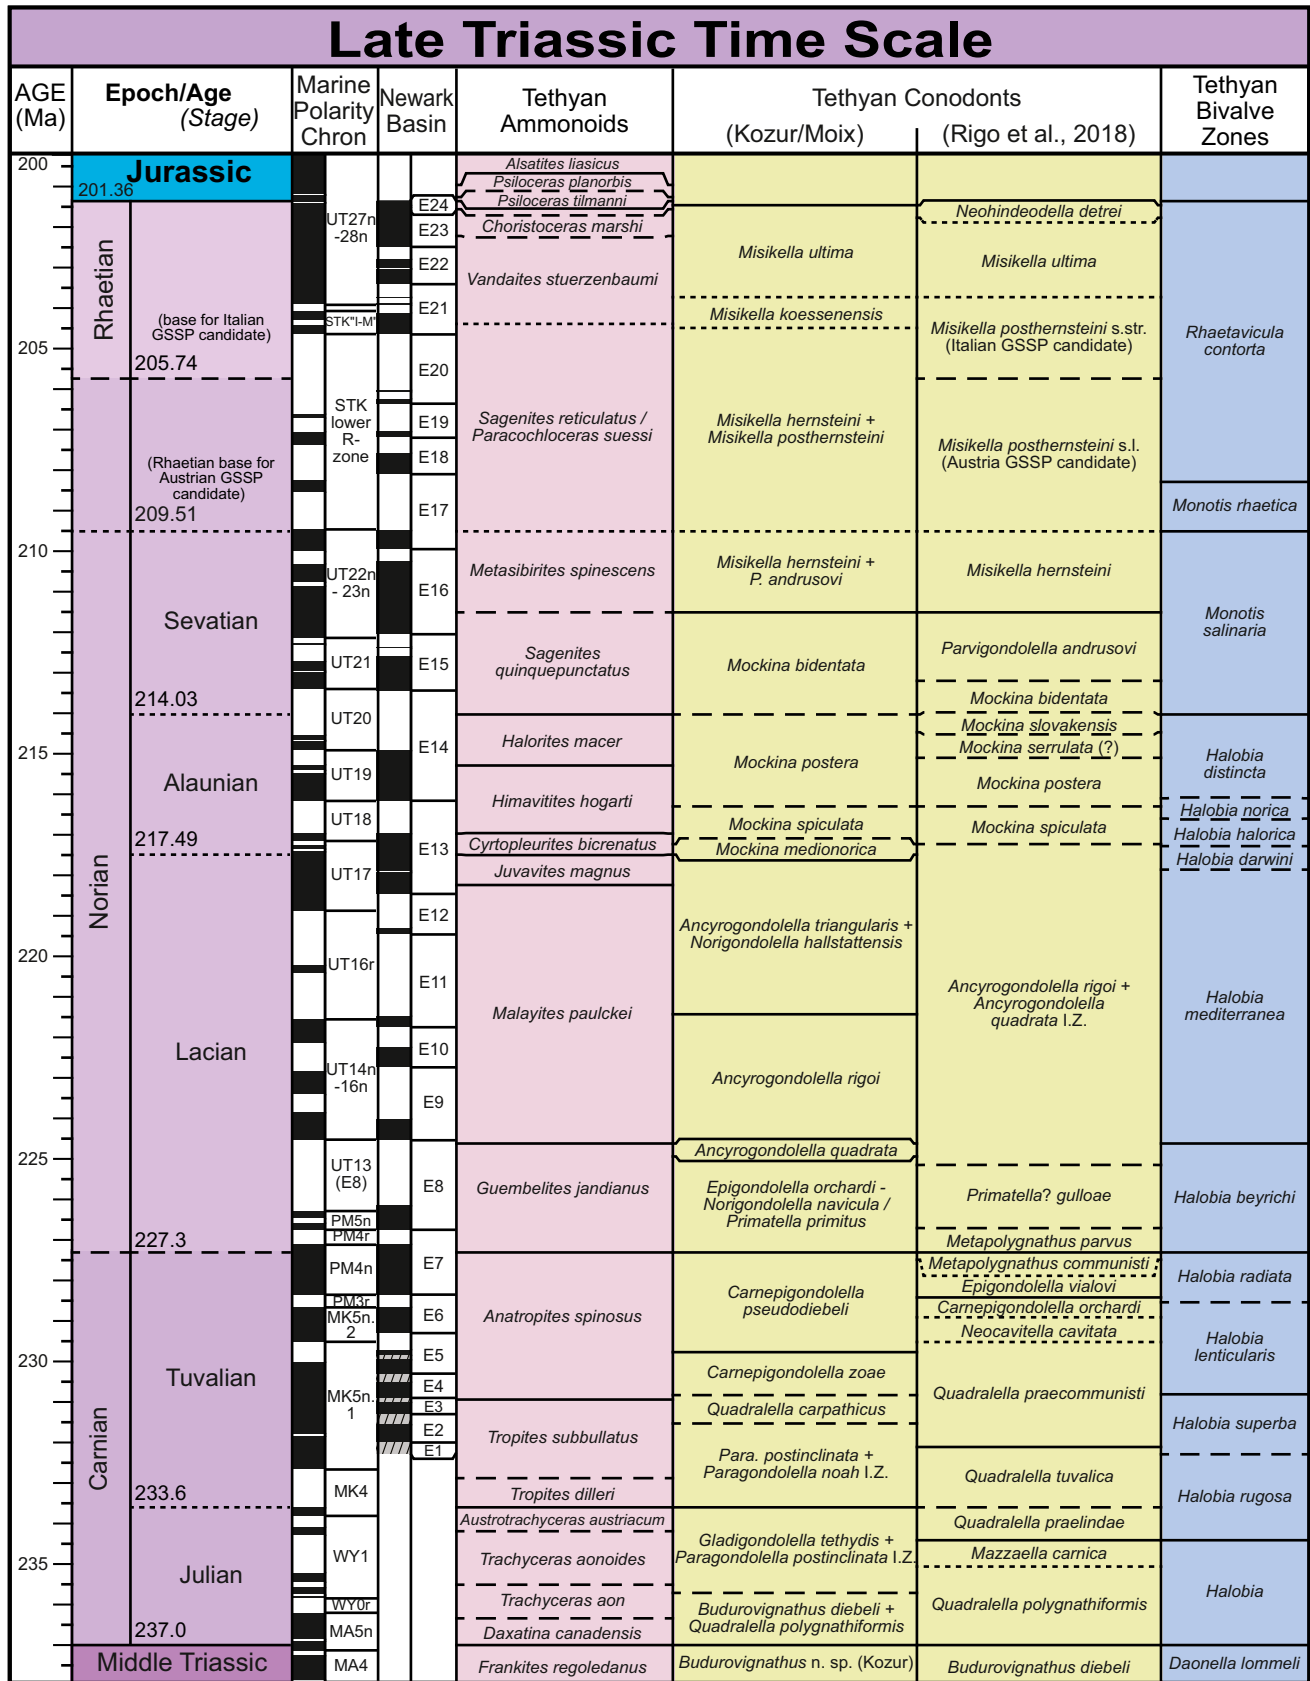 Late Triassic Time Scale
AGE
(Ma)
Epoch/Age
(Stage)
Marine
Polarity
Chron
Newark
Basin
Tethyan
Ammonoids
Tethyan Conodonts
(Kozur/Moix)
(Rigo et al., 2018)
Tethyan
Bivalve
Zones
200
205
210
215
220
225
230
235
Jurassic
201.36
Rhaetian
(base for Italian
GSSP candidate)
205.74
(Rhaetian base for
Austrian GSSP
candidate)
209.51
Norian
Sevatian
214.03
Alaunian
217.49
Lacian
227.3
Carnian
Tuvalian
233.6
Julian
237.0
Middle Triassic
UT27n
-28n
STK"I-M"
STK
lower
R-
zone
UT22n
- 23n
UT21
UT20
UT19
UT18
UT17
UT16r
UT14n
-16n
UT13
(E8)
PM5n
PM4r
PM4n
PM3r
MK5n.
2
MK5n.
1
MK4
WY1
WY0r
MA5n
MA4
E24
E23
E22
E21
E20
E19
E18
E17
E16
E15
E14
E13
E12
E11
E10
E9
E8
E7
E6
E5
E4
E3
E2
E1
Alsatites liasicus
Psiloceras planorbis
Psiloceras tilmanni
Choristoceras marshi
Vandaites stuerzenbaumi
Sagenites reticulatus /
Paracochloceras suessi
Metasibirites spinescens
Sagenites
quinquepunctatus
Halorites macer
Himavitites hogarti
Cyrtopleurites bicrenatus
Juvavites magnus
Malayites paulckei
Guembelites jandianus
Anatropites spinosus
Tropites subbullatus
Tropites dilleri
Austrotrachyceras austriacum
Trachyceras aonoides
Trachyceras aon
Daxatina canadensis
Frankites regoledanus
Misikella ultima
Misikella koessenensis
Misikella hernsteini +
Misikella posthernsteini
Misikella hernsteini +
P. andrusovi
Mockina bidentata
Mockina postera
Mockina spiculata
Mockina medionorica
Ancyrogondolella triangularis +
Norigondolella hallstattensis
Ancyrogondolella rigoi
Ancyrogondolella quadrata
Epigondolella orchardi -
Norigondolella navicula /
Primatella primitus
Carnepigondolella
pseudodiebeli
Carnepigondolella zoae
Quadralella carpathicus
Para. postinclinata +
Paragondolella noah I.Z.
Gladigondolella tethydis +
Paragondolella postinclinata I.Z.
Budurovignathus diebeli +
Quadralella polygnathiformis
Budurovignathus n. sp. (Kozur)
Neohindeodella detrei
Misikella ultima
Misikella posthernsteini s.str.
(Italian GSSP candidate)
Misikella posthernsteini s.l.
(Austria GSSP candidate)
Misikella hernsteini
Parvigondolella andrusovi
Mockina bidentata
Mockina slovakensis
Mockina serrulata (?)
Mockina postera
Mockina spiculata
Ancyrogondolella rigoi +
Ancyrogondolella
quadrata I.Z.
Primatella? gulloae
Metapolygnathus parvus
Metapolygnathus communisti
Epigondolella vialovi
Carnepigondolella orchardi
Neocavitella cavitata
Quadralella praecommunisti
Quadralella tuvalica
Quadralella praelindae
Mazzaella carnica
Quadralella polygnathiformis
Budurovignathus diebeli
Rhaetavicula
contorta
Monotis rhaetica
Monotis
salinaria
Halobia
distincta
Halobia norica
Halobia halorica
Halobia darwini
Halobia
mediterranea
Halobia beyrichi
Halobia radiata
Halobia
lenticularis
Halobia superba
Halobia rugosa
Halobia
Daonella lommeli